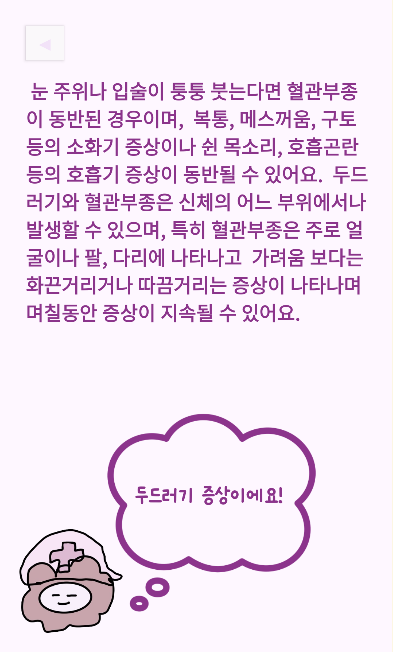 눈 주위나 입술이 퉁퉁 붓는다면 혈관부종
이 동반된 경우이며, 복통, 메스꺼움, 구토
등의 소화기 증상이나 쉰 목소리, 호흡곤란
등의 호흡기 증상이 동반될 수 있어요. 두드
러기와 혈관부종은 신체의 어느 부위에서나
발생할 수 있으며, 특히 혈관부종은 주로 얼
굴이나 팔, 다리에 나타나고 가려움 보다는
화끈거리거나 따끔거리는 증상이 나타나며
며칠동안 증상이 지속될 수 있어요.
두드러기 증상이에요!